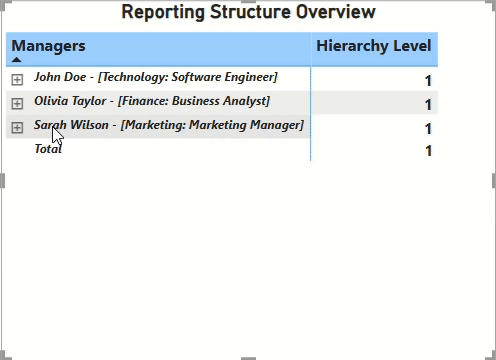 Reporting Structure Overview
Managers Hierarchy Level
John Doe - [Technology: Software Engineer] 1
Olivia Taylor - [Finance: Business Analyst] 1
Sarah Wilson - [Marketing: Marketing Manager] 1
Total 1